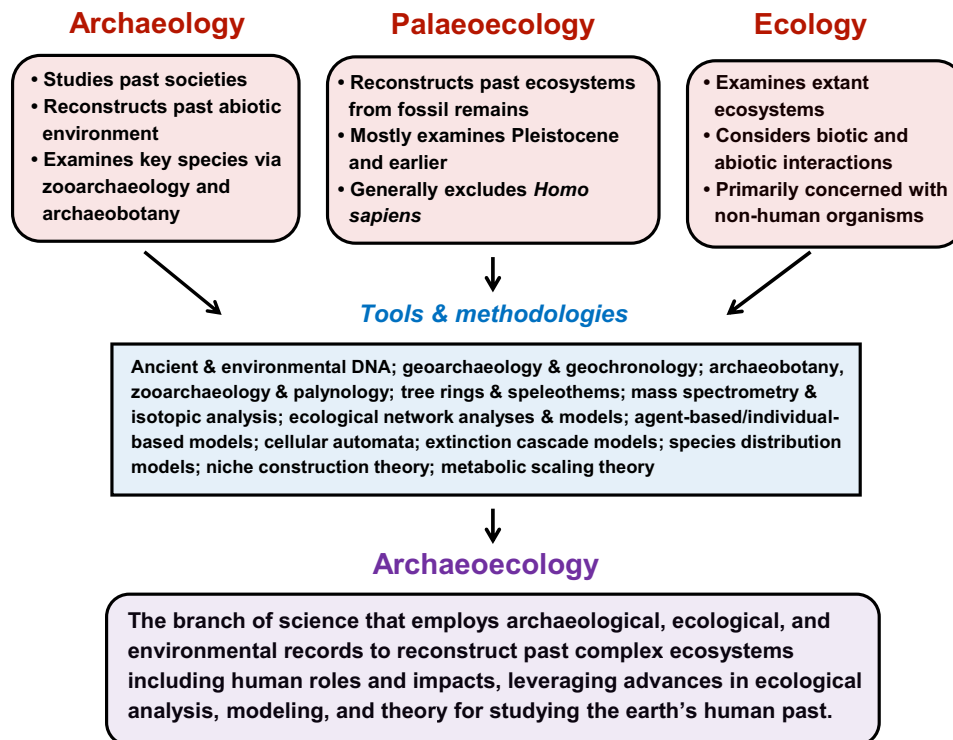 Archaeology
• Studies past societies
• Reconstructs past abiotic
environment
• Examines key species via
zooarchaeology and
archaeobotany
Palaeoecology
• Reconstructs past ecosystems
from fossil remains
• Mostly examines Pleistocene
and earlier
• Generally excludes Homo
sapiens
Ecology
• Examines extant
ecosystems
• Considers biotic and
abiotic interactions
• Primarily concerned with
non-human organisms
Tools & methodologies
Ancient & environmental DNA; geoarchaeology & geochronology; archaeobotany,
zooarchaeology & palynology; tree rings & speleothems; mass spectrometry &
isotopic analysis; ecological network analyses & models; agent-based/individual-
based models; cellular automata; extinction cascade models; species distribution
models; niche construction theory; metabolic scaling theory
Archaeoecology
The branch of science that employs archaeological, ecological, and
environmental records to reconstruct past complex ecosystems
including human roles and impacts, leveraging advances in ecological
analysis, modeling, and theory for studying the earth's human past.